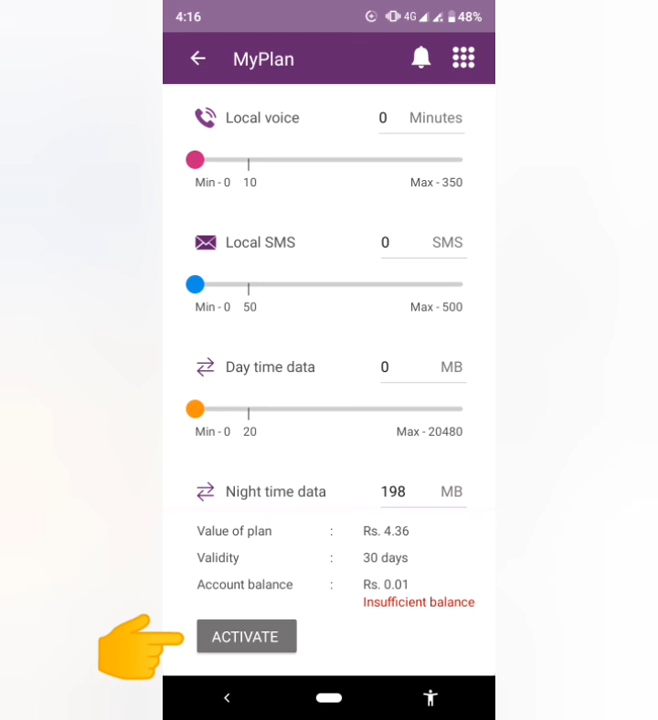 4:16 4G 48%
MyPlan
Local voice 0 Minutes
Min - 0 10 Max - 350
Local SMS 0 SMS
Min - 0 50 Max - 500
Day time data 0 MB
Min - 0 20 Max - 20480
Night time data 198 MB
Value of plan : Rs. 4.36
Validity : 30 days
Account balance : Rs. 0.01
Insufficient balance
ACTIVATE